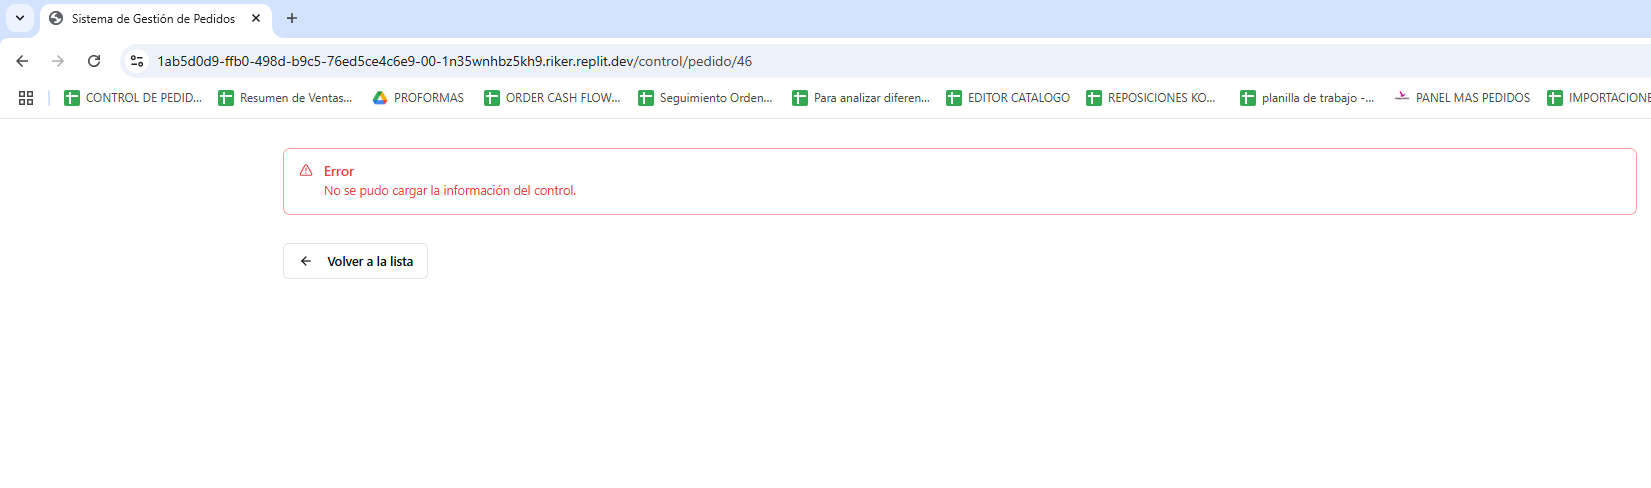 Sistema de Gestión de Pedidos
1ab5d0d9-ffb0-498d-b9c5-76ed5ce4c6e9-00-1n35wnhbz5kh9.riker.replit.dev/control/pedido/46
CONTROL DE PEDID... Resumen de Ventas... PROFORMAS ORDER CASH FLOW... Seguimiento Orden... Para analizar diferen... EDITOR CATALOGO REPOSICIONES KO... planilla de trabajo -... PANEL MAS PEDIDOS IMPORTACIONE
Error
No se pudo cargar la información del control.
Volver a la lista